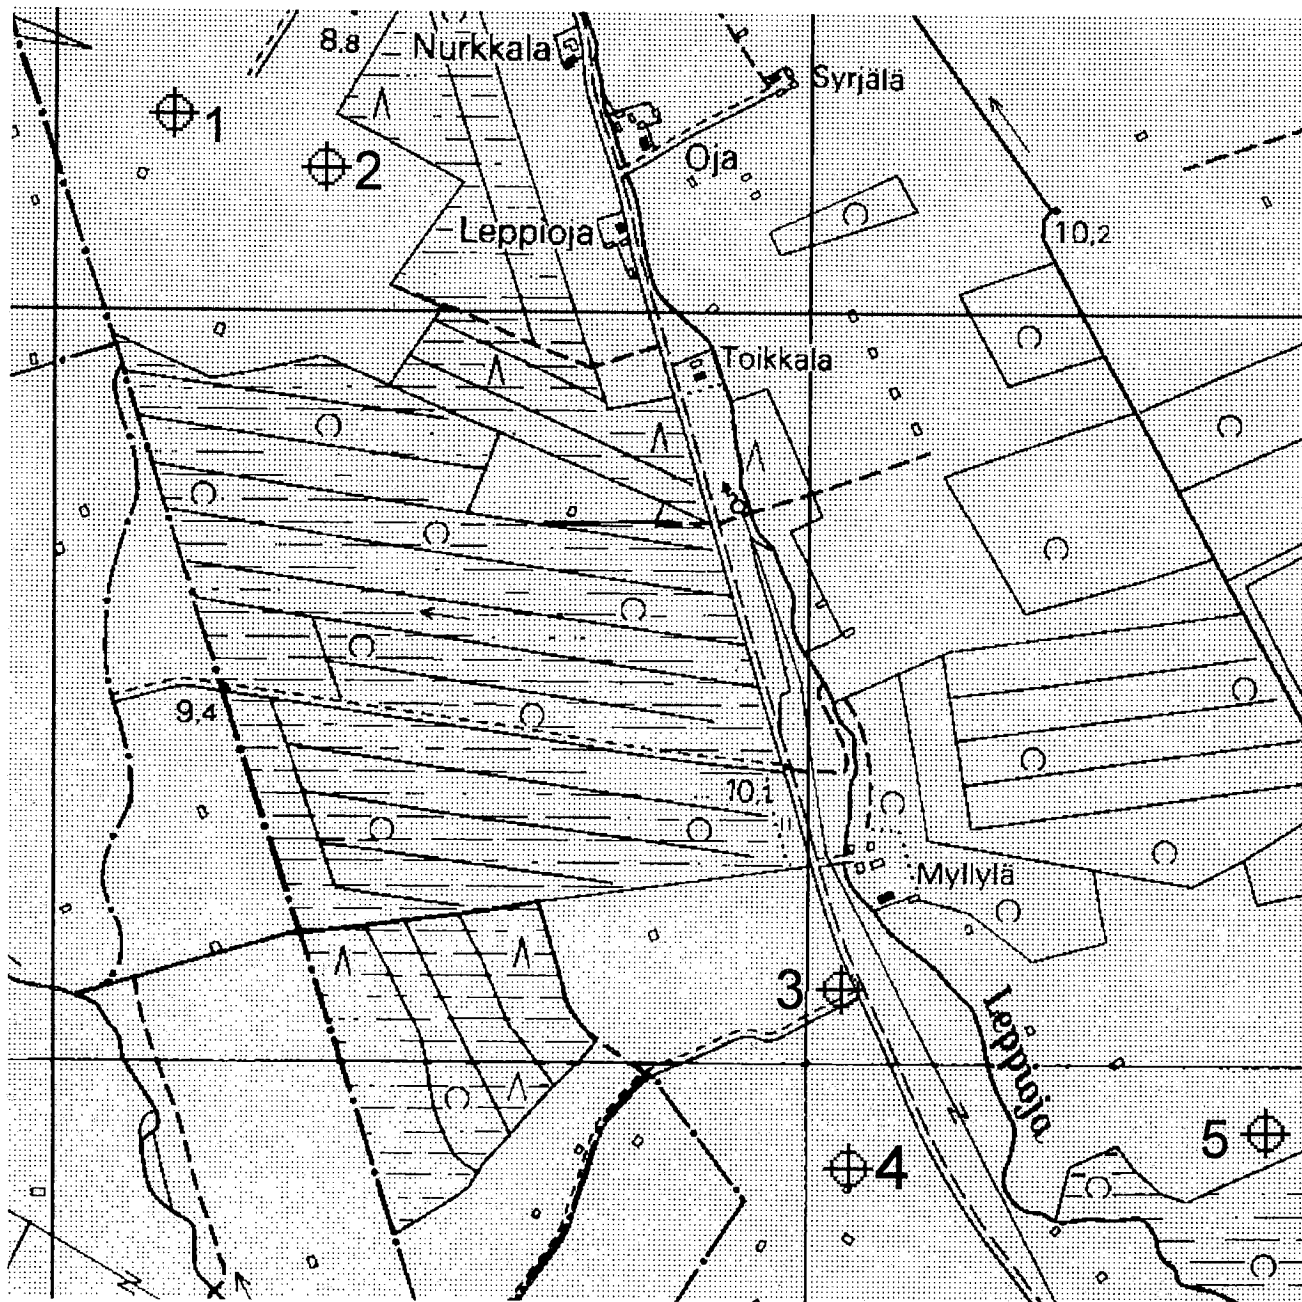 8,8
Nurkkala
Syrjälä
1
2
Oja
Leppioja
10,2
Toikkala
9,4
10,1
Myllylä
3
Leppioja
5
4